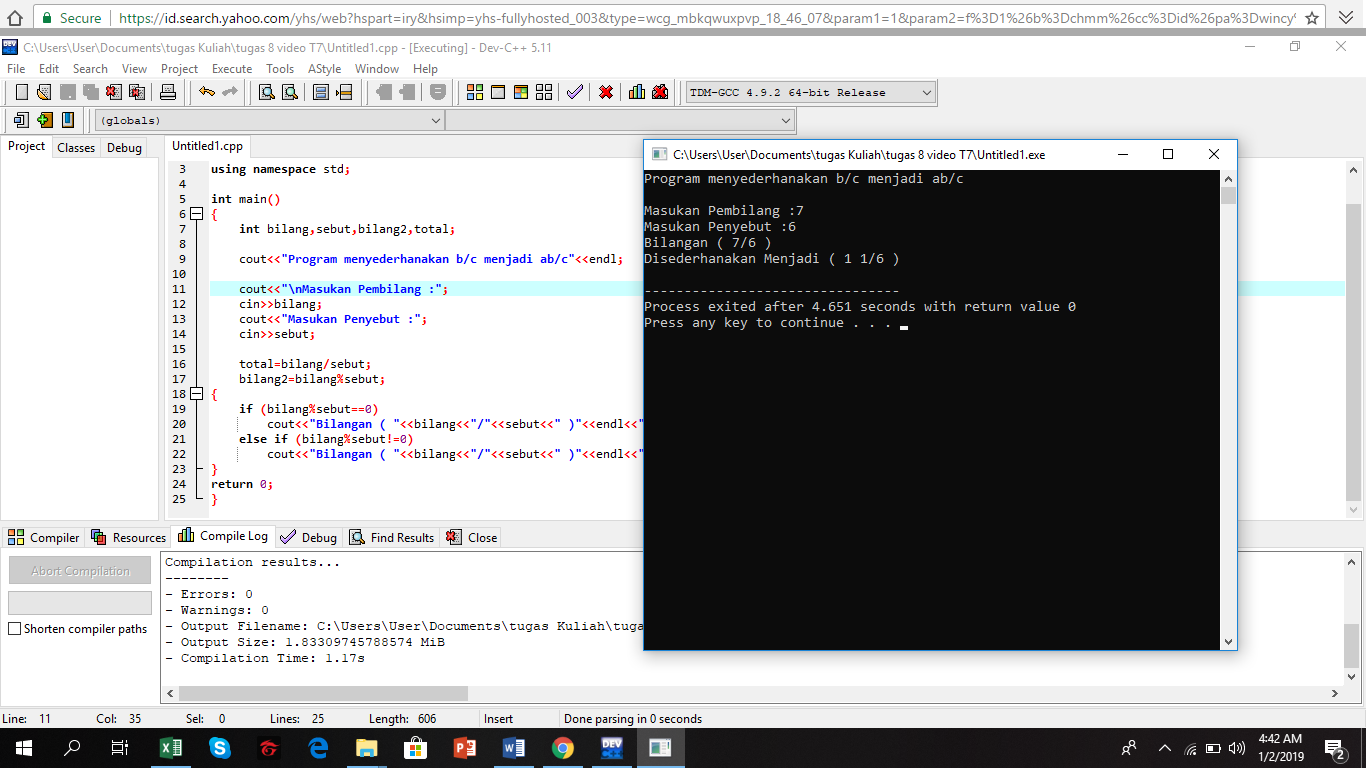 Secure
https://id.search.yahoo.com/yhs/web?hspart=iry&hsimp=yhs-fullyhosted_003&type=wcg_mbkqwuxpvp_18_46_07&param1=1&param2=f%3D1%26b%3Dchmm%26cc%3Did%26pa%3Dwincy%
C:\Users\User\Documents\tugas Kuliah\tugas 8 video T7\Untitled1.cpp - [Executing] - Dev-C++ 5.11
File Edit Search View Project Execute Tools AStyle Window Help
TDM-GCC 4.9.2 64-bit Release
(globals)
Project Classes Debug
Untitled1.cpp
3 using namespace std;
4
5 int main()
6 {
7 int bilang,sebut,bilang2,total;
8
9 cout<<"Program menyederhanakan b/c menjadi ab/c"<<endl;
10
11 cout<<"\nMasukan Pembilang :";
12 cin>>bilang;
13 cout<<"Masukan Penyebut :";
14 cin>>sebut;
15
16 total=bilang/sebut;
17 bilang2=bilang%sebut;
18 {
19 if (bilang%sebut==0)
20 cout<<"Bilangan ( "<<bilang<<"/"<<sebut<<" )"<<endl<<"
21 else if (bilang%sebut!=0)
22 cout<<"Bilangan ( "<<bilang<<"/"<<sebut<<" )"<<endl<<"
23 }
24 return 0;
25 }
C:\Users\User\Documents\tugas Kuliah\tugas 8 video T7\Untitled1.exe
Program menyederhanakan b/c menjadi ab/c
Masukan Pembilang :7
Masukan Penyebut :6
Bilangan ( 7/6 )
Disederhanakan Menjadi ( 1 1/6 )
--------------------------------
Process exited after 4.651 seconds with return value 0
Press any key to continue . . .
Compiler Resources Compile Log Debug Find Results Close
Abort Compilation
Shorten compiler paths
Compilation results...
--------
- Errors: 0
- Warnings: 0
- Output Filename: C:\Users\User\Documents\tugas Kuliah\tuga
- Output Size: 1.83309745788574 MiB
- Compilation Time: 1.17s
Line: 11 Col: 35 Sel: 0 Lines: 25 Length: 606 Insert Done parsing in 0 seconds
DEV
4:42 AM
1/2/2019
2